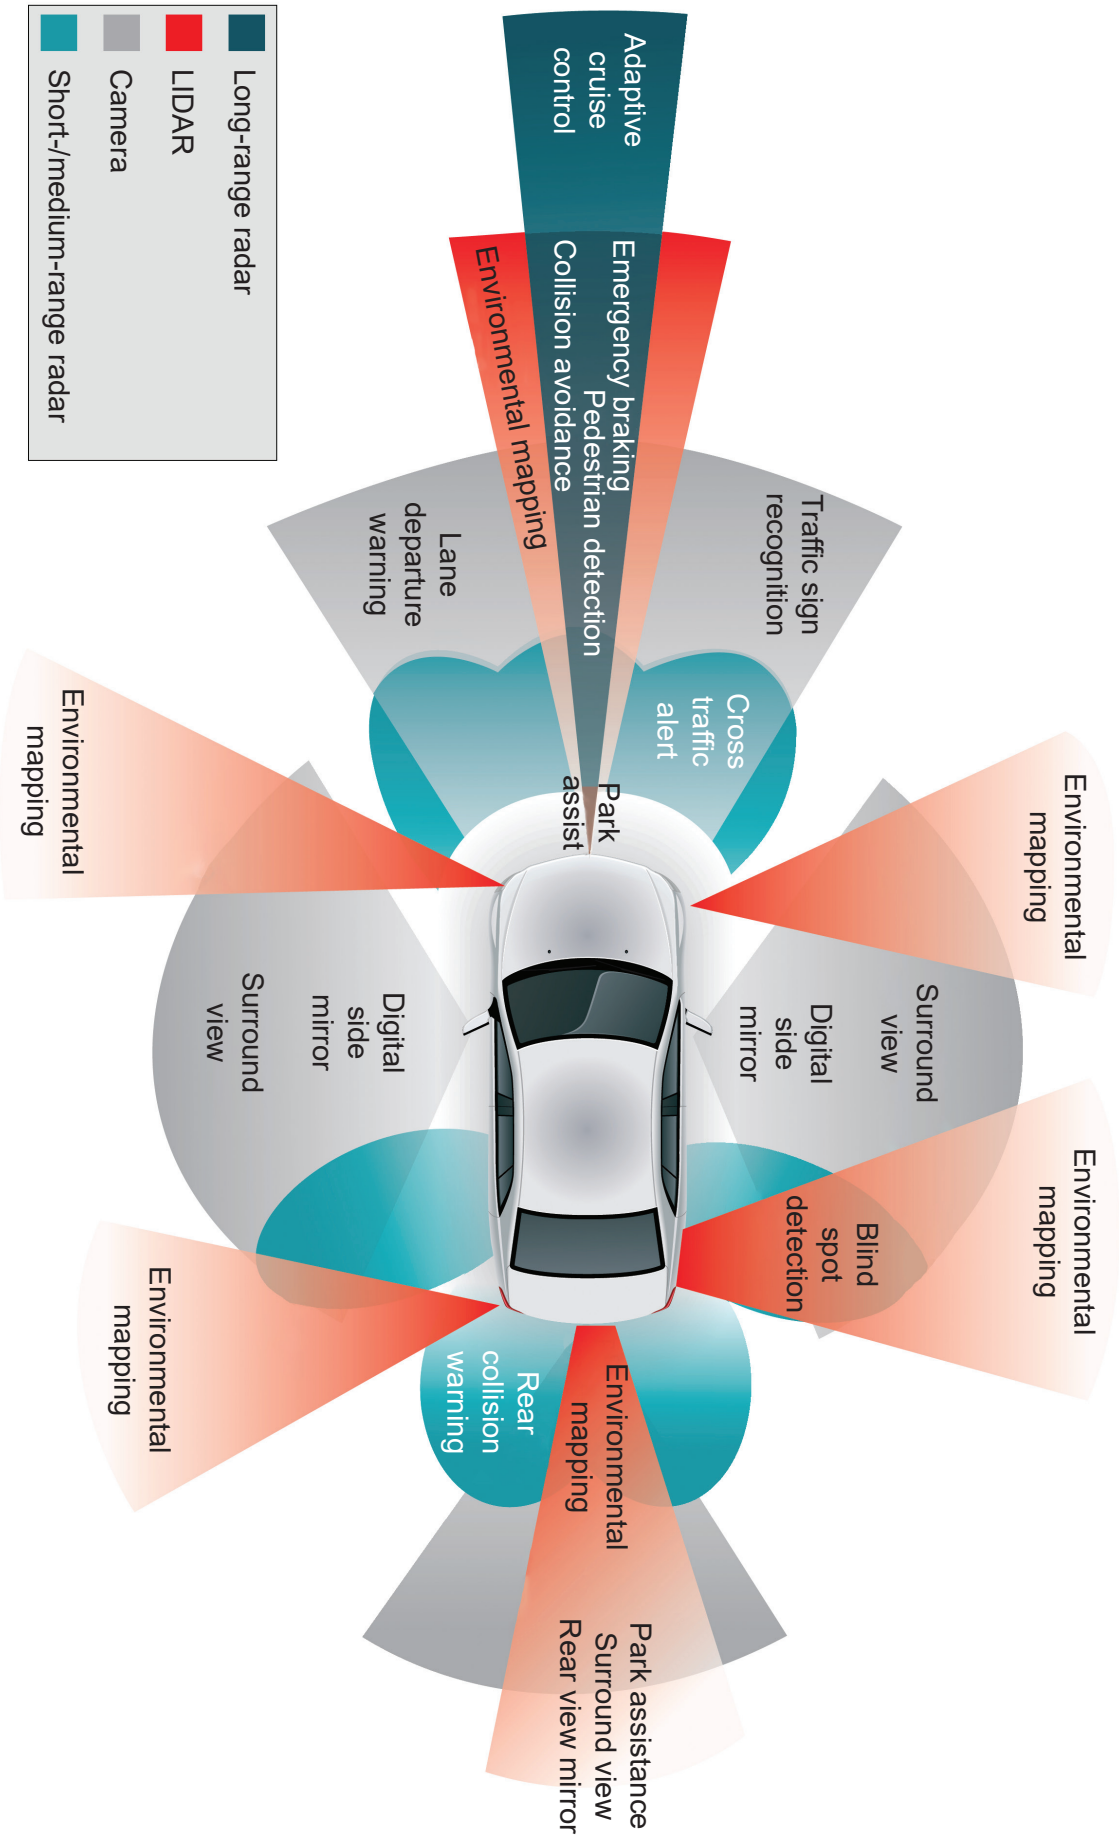 Long-range radar
LIDAR
Camera
Short-/medium-range radar
Adaptive
cruise
control
Emergency braking
Pedestrian detection
Collision avoidance
Environmental mapping
Traffic sign
recognition
Lane
departure
warning
Cross
traffic
alert
Park
assist
Environmental
mapping
Environmental
mapping
Surround
view
Digital
side
mirror
Digital
side
mirror
Surround
view
Environmental
mapping
Blind
spot
detection
Environmental
mapping
Rear
collision
warning
Environmental
mapping
Park assistance
Surround view
Rear view mirror